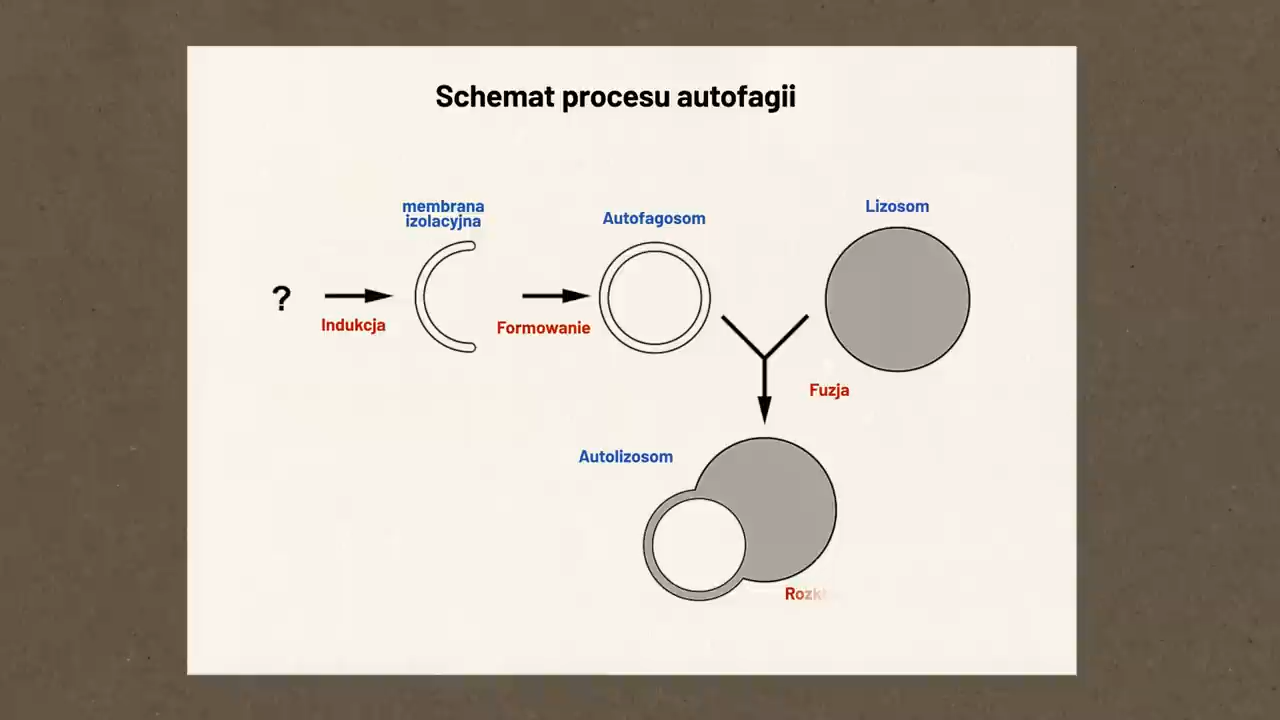 Schemat procesu autofagii
membrana
izolacyjna
Autofagosom
Lizosom
?
Indukcja
Formowanie
Fuzja
Autolizosom